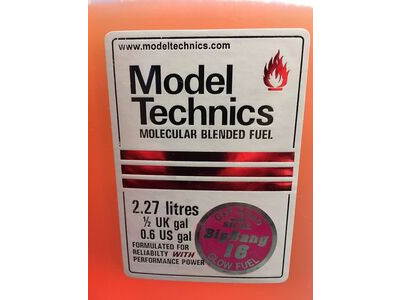 www.modeltechnics.com
Model
Technics
MOLECULAR BLENDED FUEL
2.27 litres
½ UK gal
0.6 US gal
FORMULATED FOR
RELIABILTY WITH
PERFORMANCE POWER
Big Bang
16
GLOW FUEL